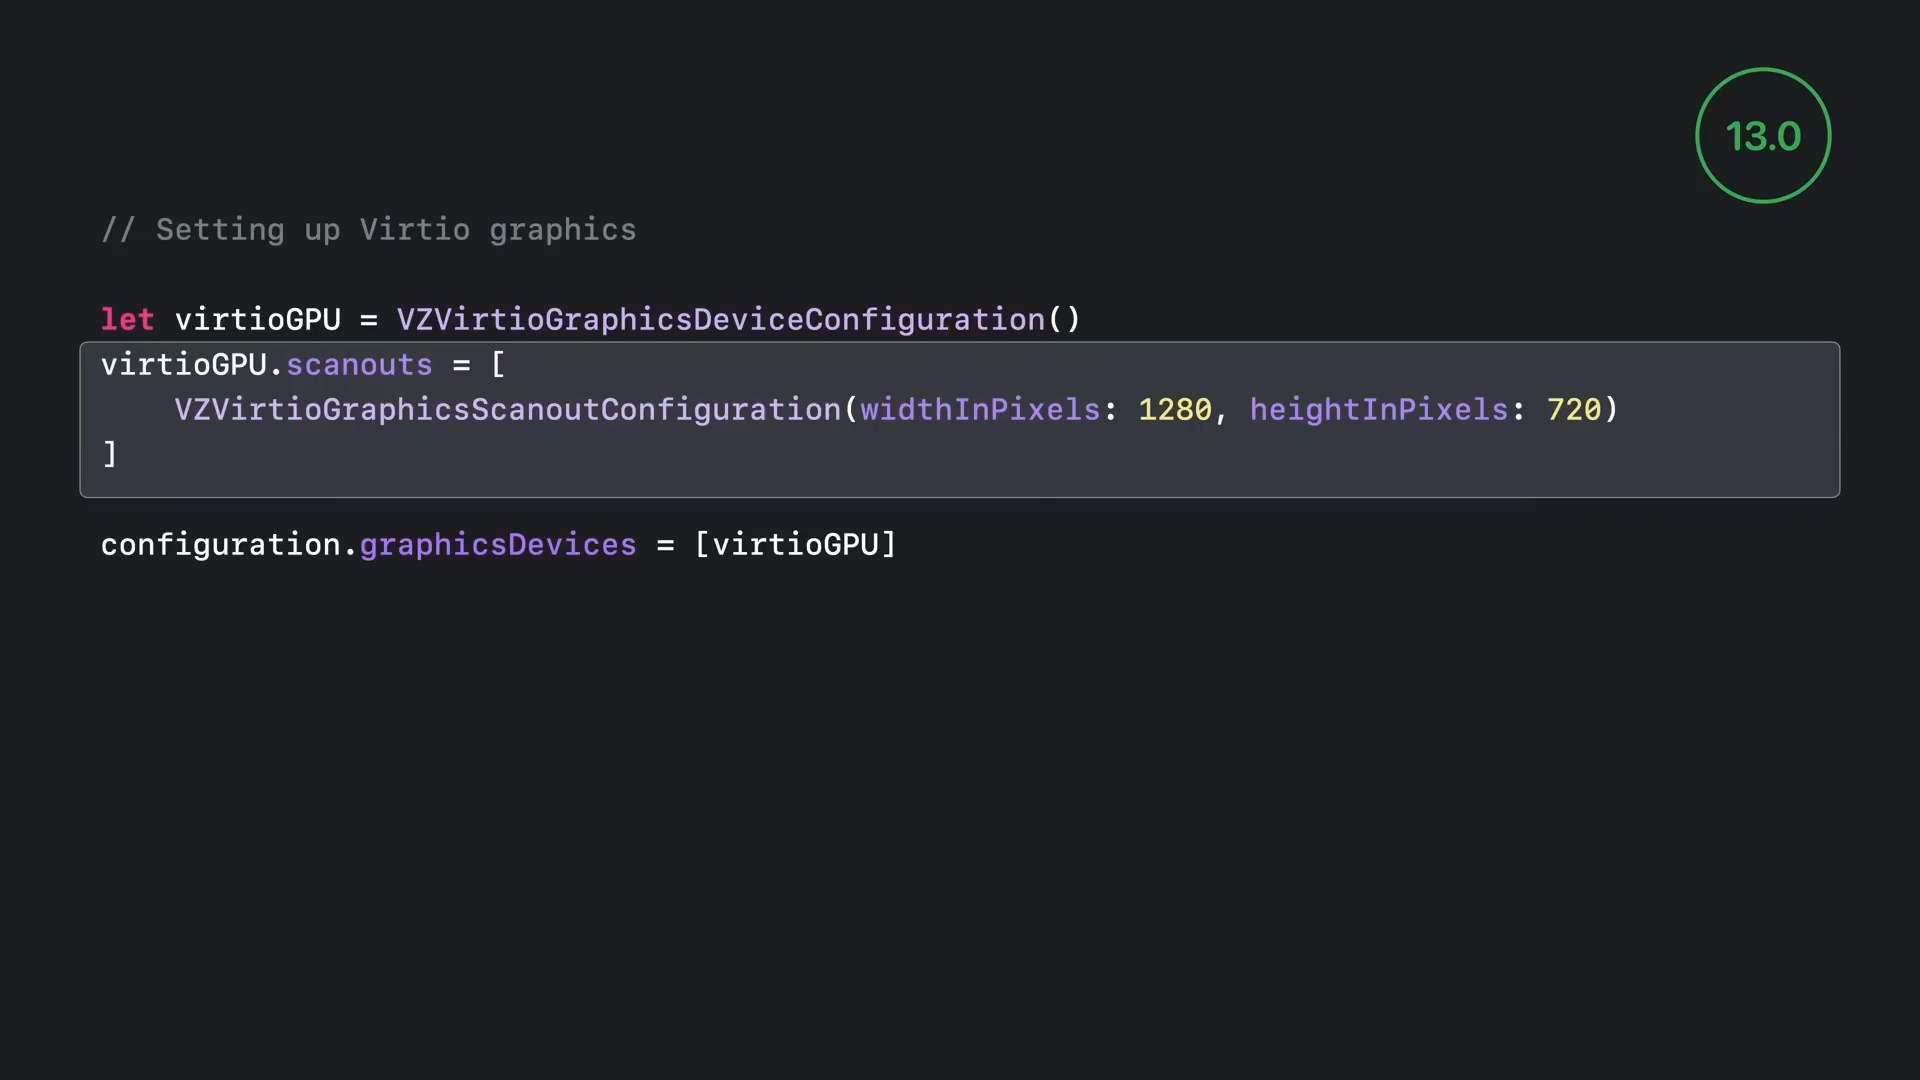 13.0
// Setting up Virtio graphics
let virtioGPU = VZVirtioGraphicsDeviceConfiguration()
virtioGPU.scanouts = [
    VZVirtioGraphicsScanoutConfiguration(widthInPixels: 1280, heightInPixels: 720)
]
configuration.graphicsDevices = [virtioGPU]